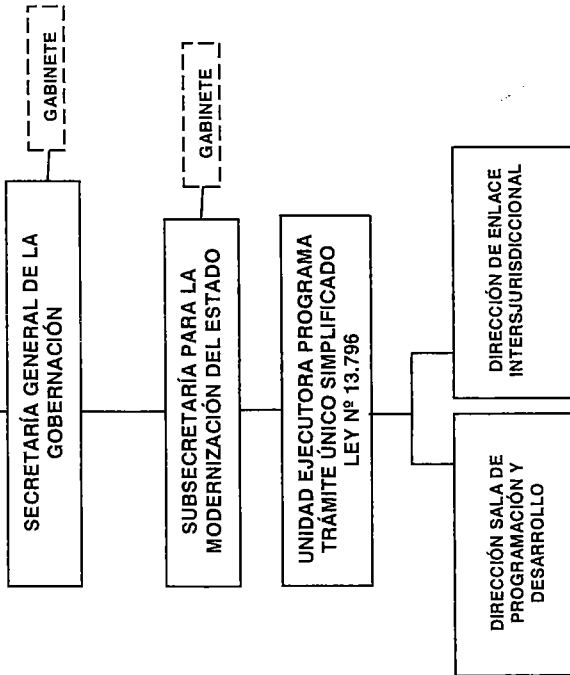 SECRETARÍA GENERAL DE LA
GOBERNACIÓN
GABINETE
SUBSECRETARÍA PARA LA
MODERNIZACIÓN DEL ESTADO
GABINETE
UNIDAD EJECUTORA PROGRAMA
TRÁMITE ÚNICO SIMPLIFICADO
LEY Nº 13.796
DIRECCIÓN SALA DE
PROGRAMACIÓN Y
DESARROLLO
DIRECCIÓN DE ENLACE
INTERSJURISDICCIONAL